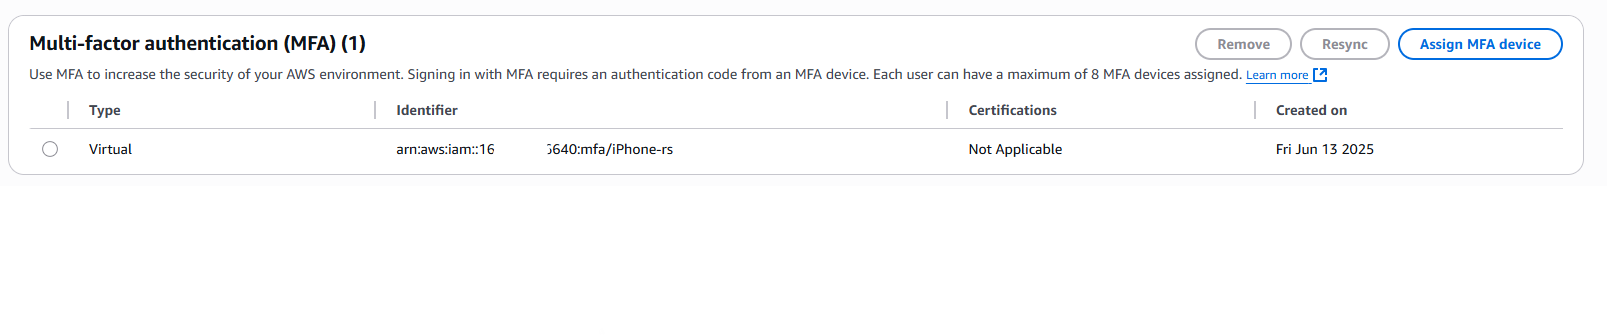 Multi-factor authentication (MFA) (1)
Remove
Resync
Assign MFA device
Use MFA to increase the security of your AWS environment. Signing in with MFA requires an authentication code from an MFA device. Each user can have a maximum of 8 MFA devices assigned. Learn more
Type Identifier Certifications Created on
Virtual arn:aws:iam::16 6640:mfa/iPhone-rs Not Applicable Fri Jun 13 2025